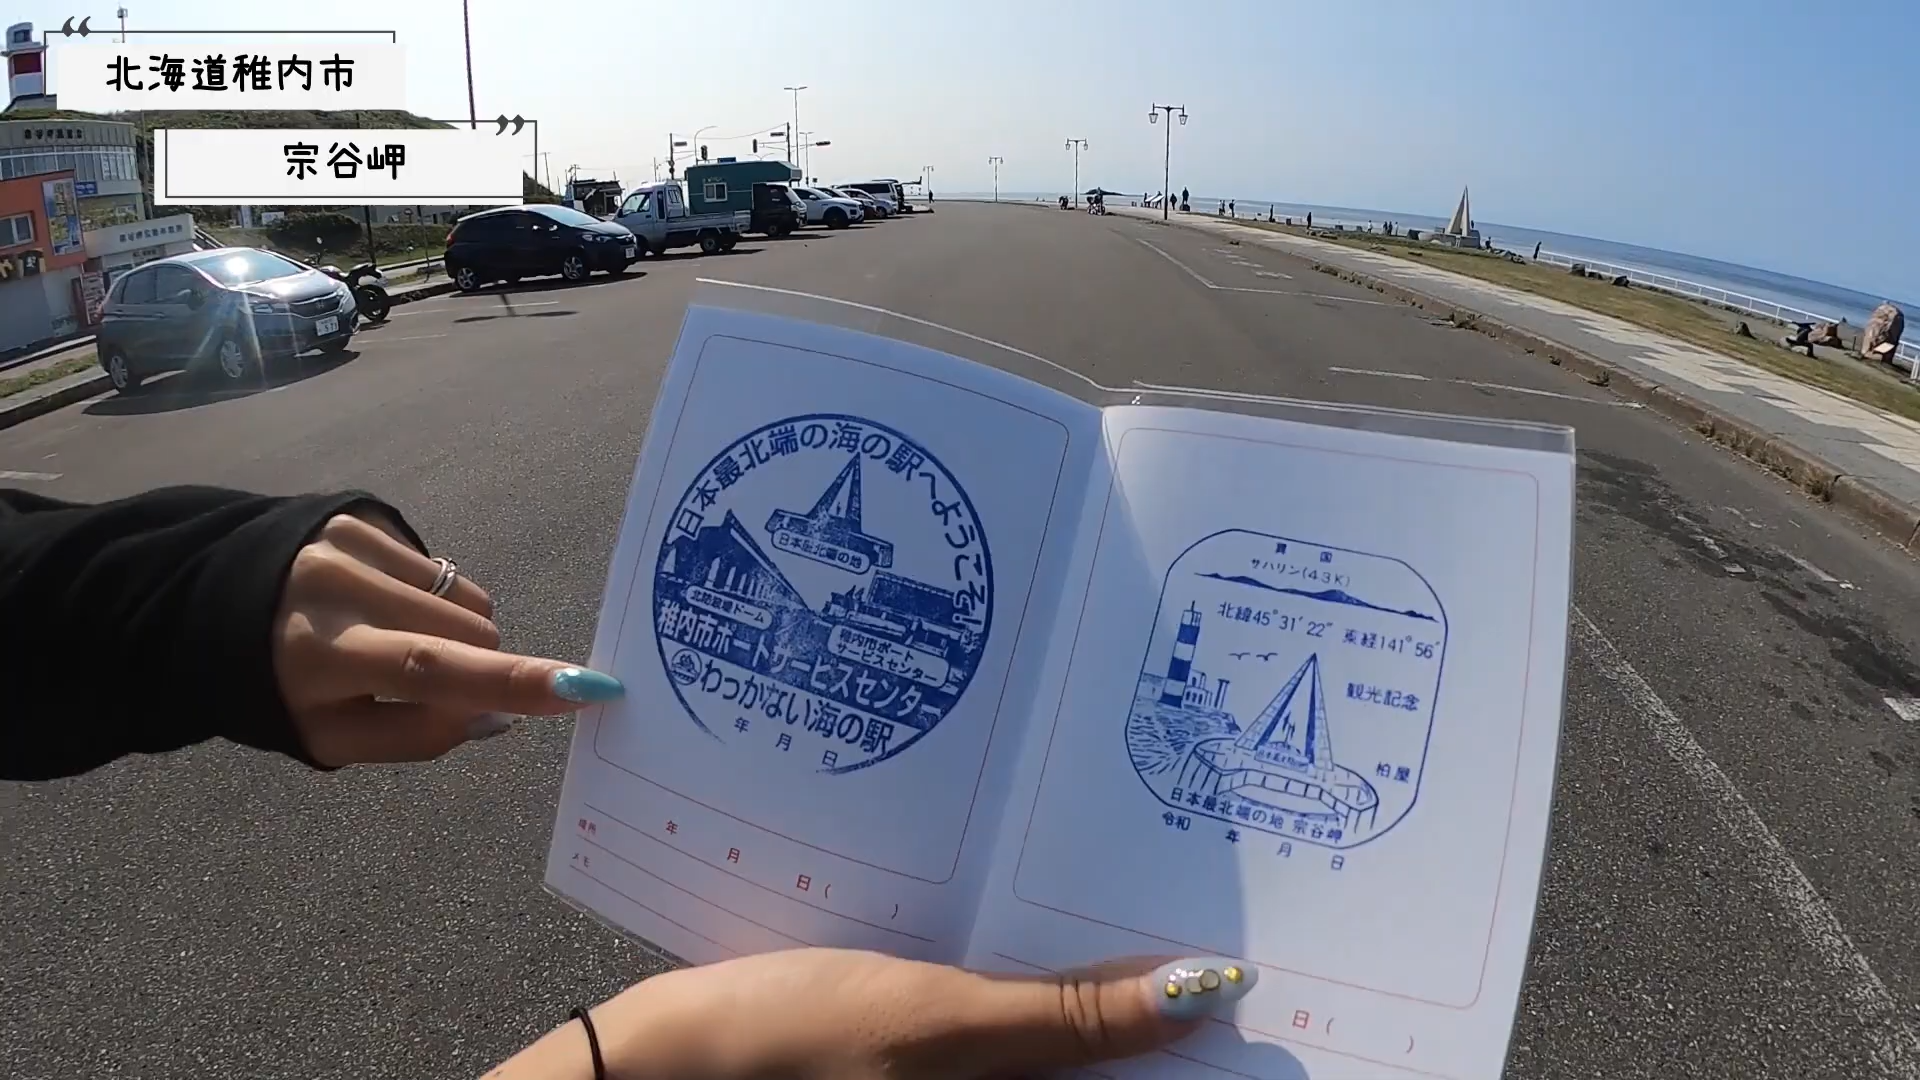 北海道稚内市
宗谷岬
日本最北端の海の駅へようこそ!
日本最北端の地
北防波堤ドーム
稚内市ポート
サービスセンター
稚内市ポートサービスセンター
わっかない海の駅
年 月 日
場所 年 月 日( )
メモ
異国
サハリン(43K)
北緯45°31′22″ 東経141°56′
観光記念
柏屋
日本最北端の地 宗谷岬
令和 年 月 日
日( )